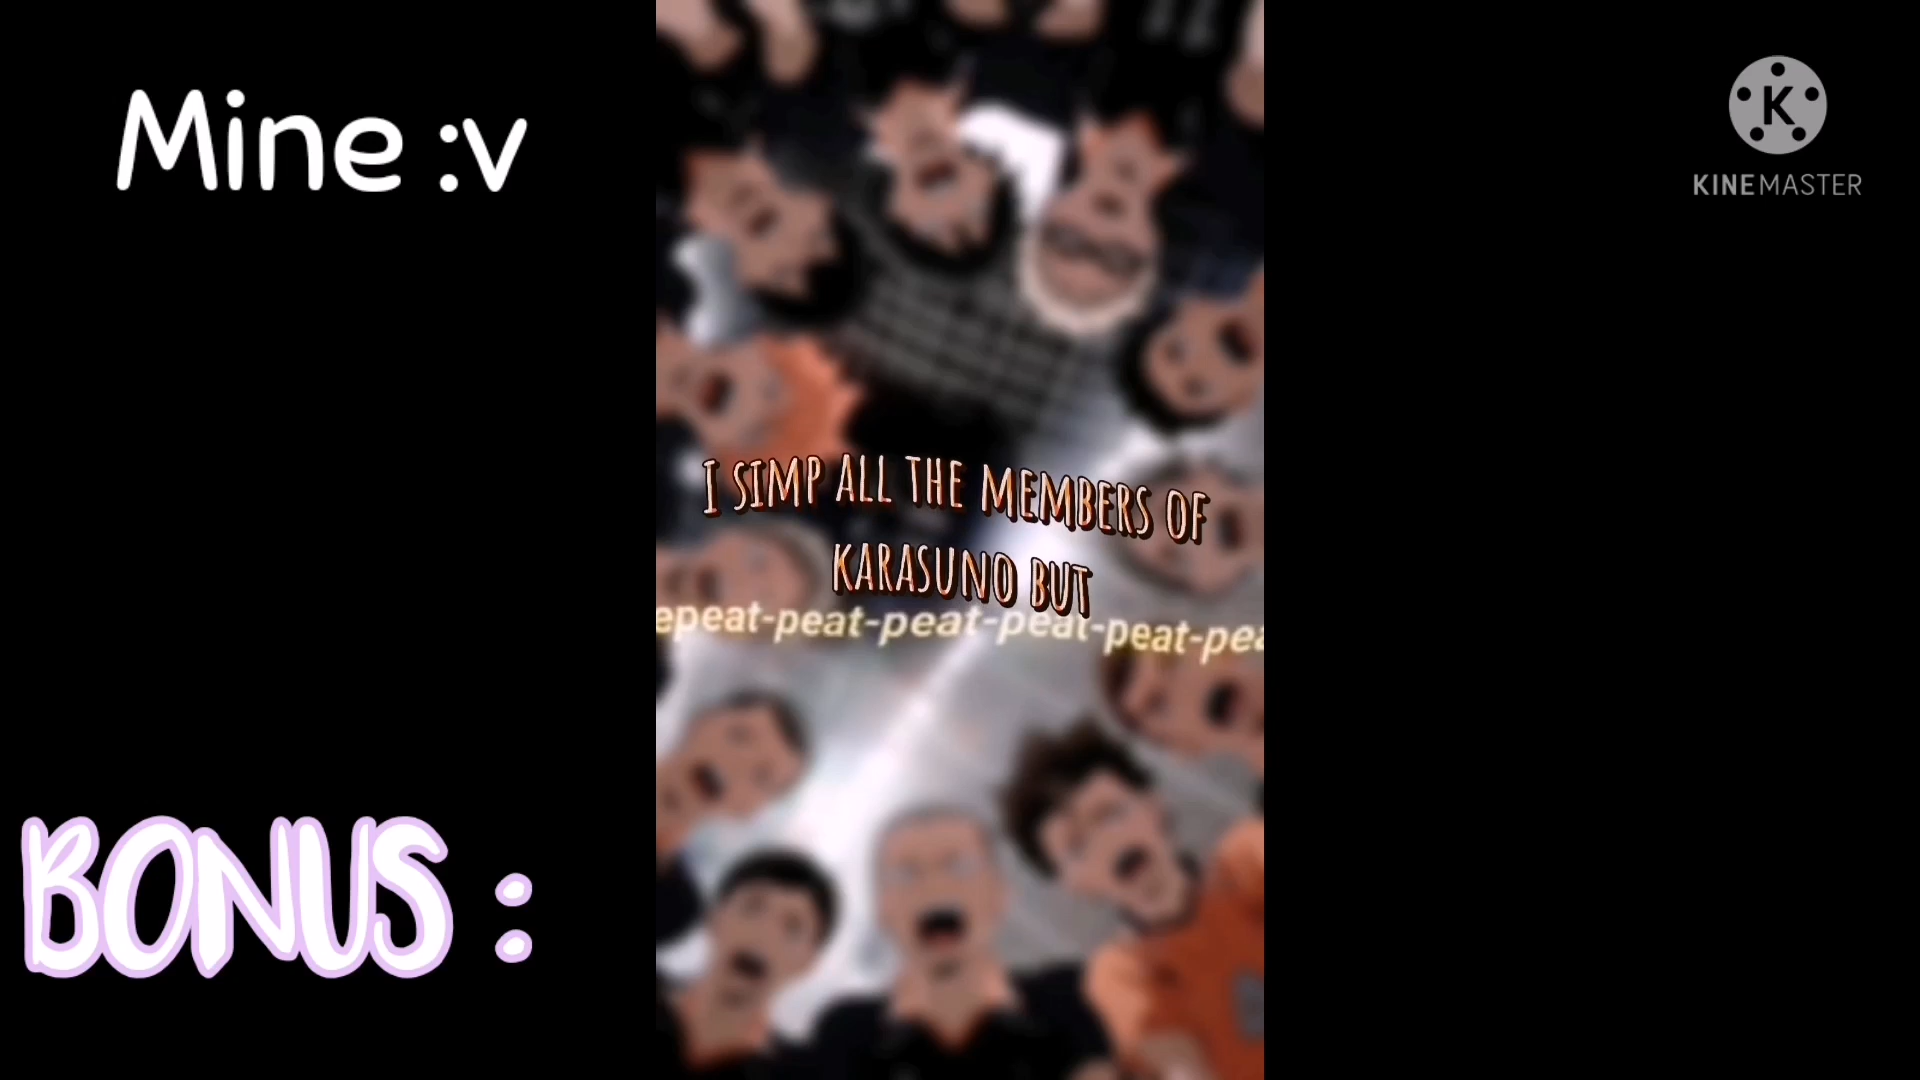 Mine :v
KINEMASTER
I SIMP ALL THE MEMBERS OF
KARASUNO BUT
epeat-peat-peat-peat-peat-pea
BONUS :